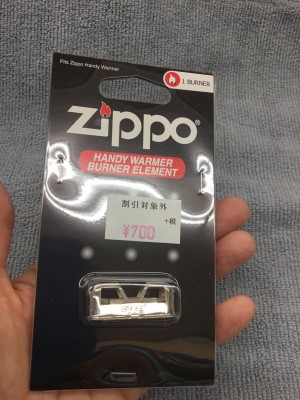 Fits Zippo Handy Warmer
1 BURNER
zippo
HANDY WARMER
BURNER ELEMENT
割引対象外
+税
¥700